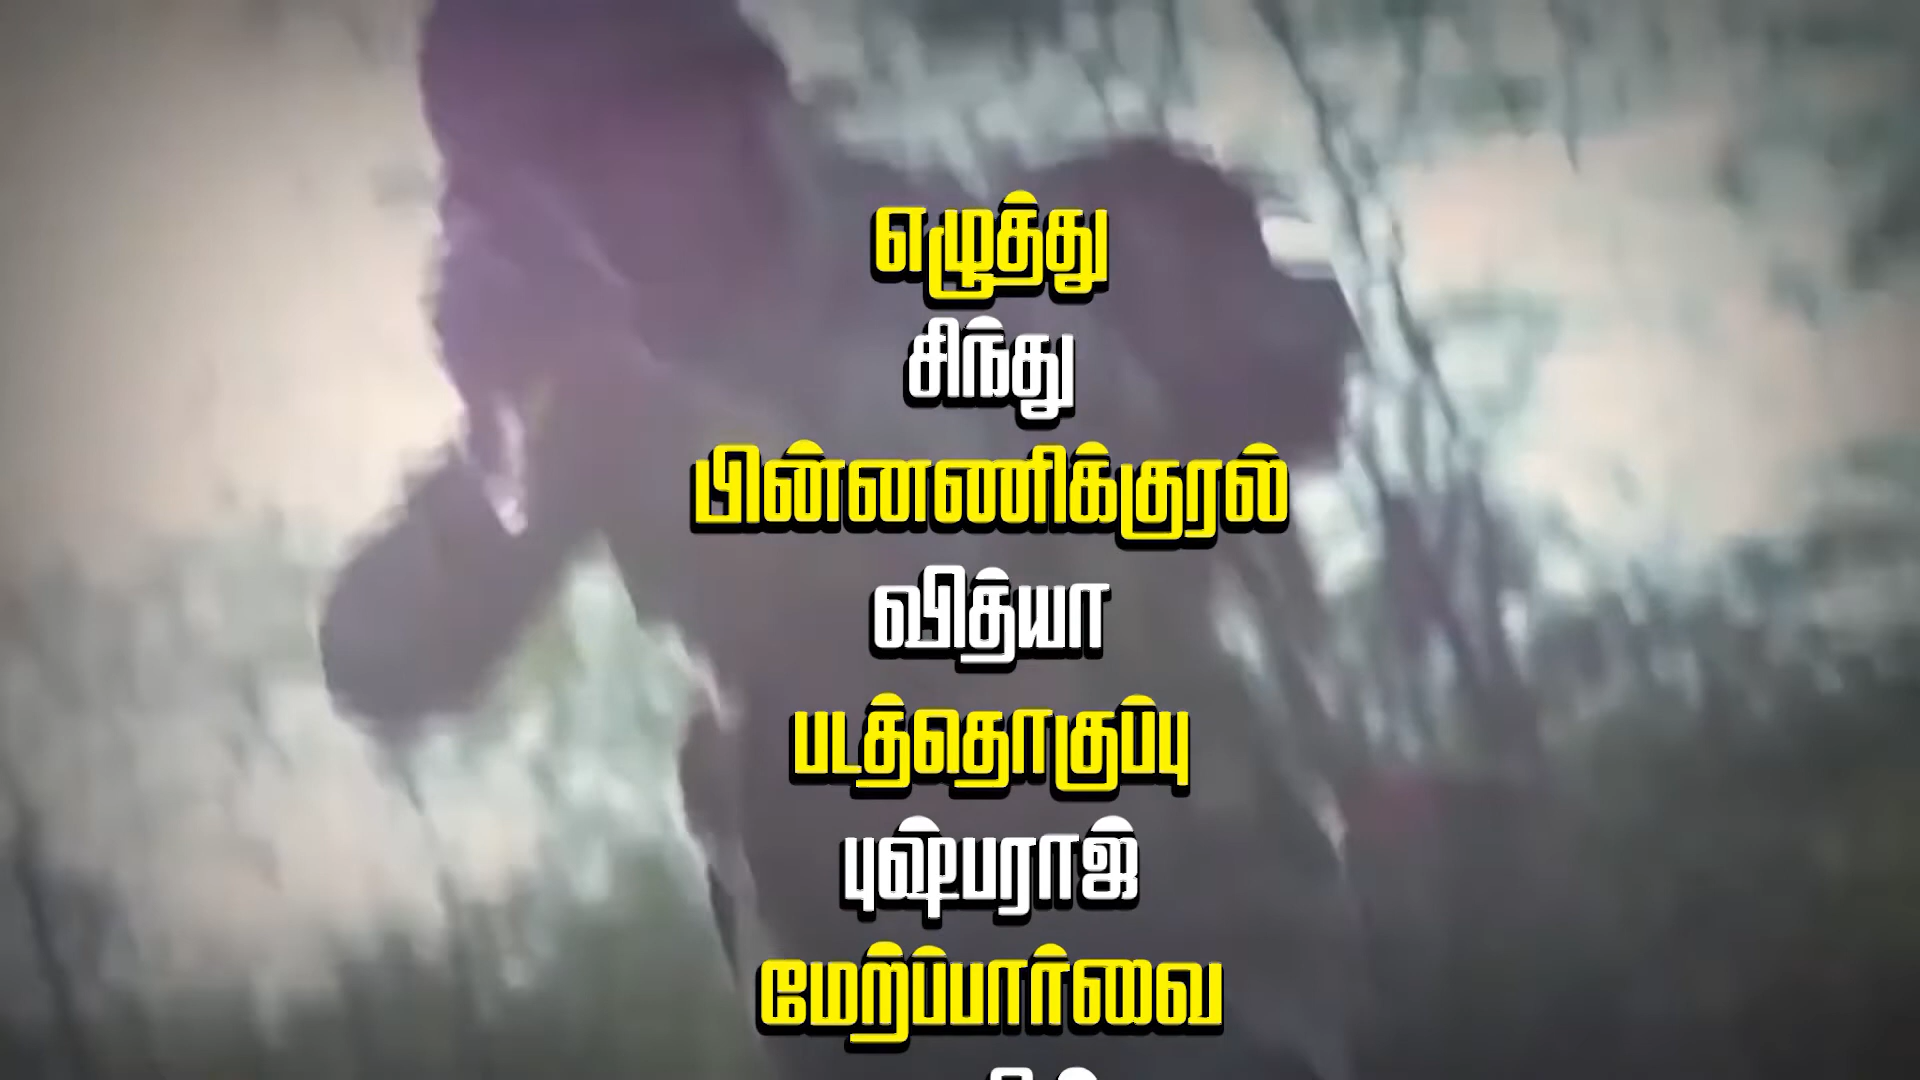 எழுத்து
சிந்து
பின்னணிக்குரல்
வித்யா
படத்தொகுப்பு
புஷ்பராஜ்
மேற்ப்பார்வை